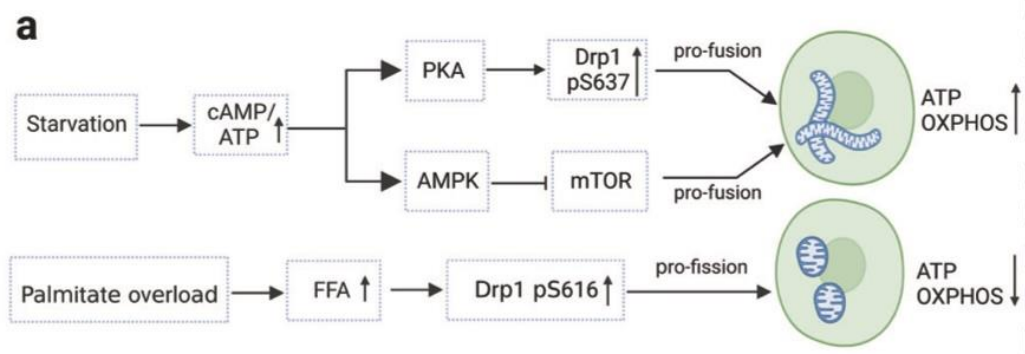 a
Starvation
cAMP/
ATP ↑
PKA
Drp1
pS637 ↑
pro-fusion
AMPK
mTOR
pro-fusion
ATP
OXPHOS ↑
Palmitate overload
FFA ↑
Drp1 pS616 ↑
pro-fission
ATP
OXPHOS ↓